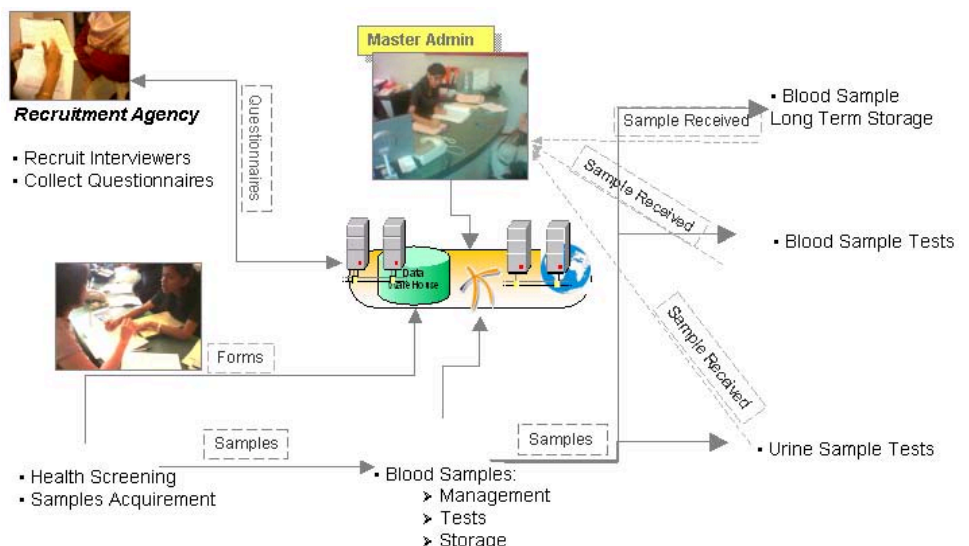 Master Admin
Recruitment Agency
▪ Recruit Interviewers
▪ Collect Questionnaires
Questionnaires
Sample Received
▪ Blood Sample
Long Term Storage
Sample Received
▪ Blood Sample Tests
Data
Ware House
Sample Received
Forms
Samples
Samples
▪ Urine Sample Tests
▪ Health Screening
▪ Samples Acquirement
▪ Blood Samples:
➢ Management
➢ Tests
➢ Storage